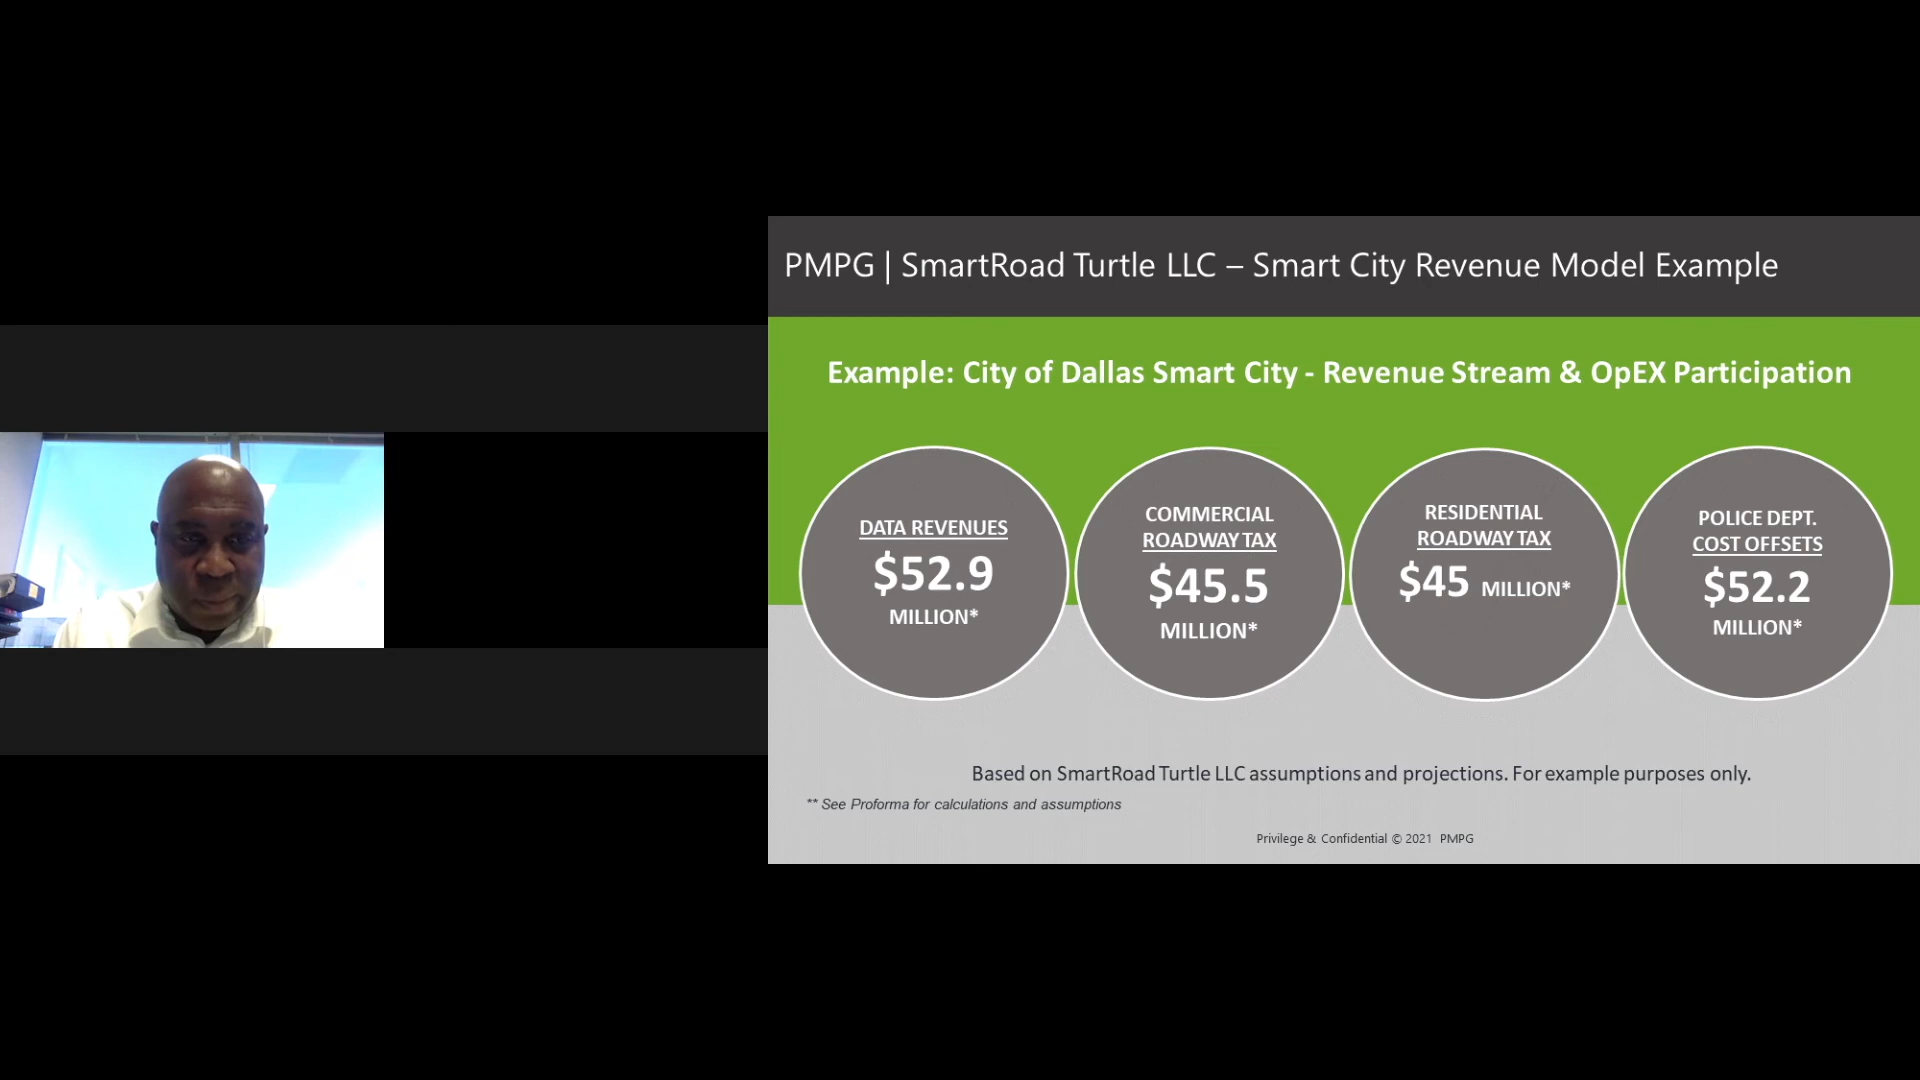 PMPG | SmartRoad Turtle LLC – Smart City Revenue Model Example
Example: City of Dallas Smart City - Revenue Stream & OpEX Participation
DATA REVENUES
$52.9
MILLION*
COMMERCIAL
ROADWAY TAX
$45.5
MILLION*
RESIDENTIAL
ROADWAY TAX
$45 MILLION*
POLICE DEPT.
COST OFFSETS
$52.2
MILLION*
Based on SmartRoad Turtle LLC assumptions and projections. For example purposes only.
** See Proforma for calculations and assumptions
Privilege & Confidential © 2021 PMPG